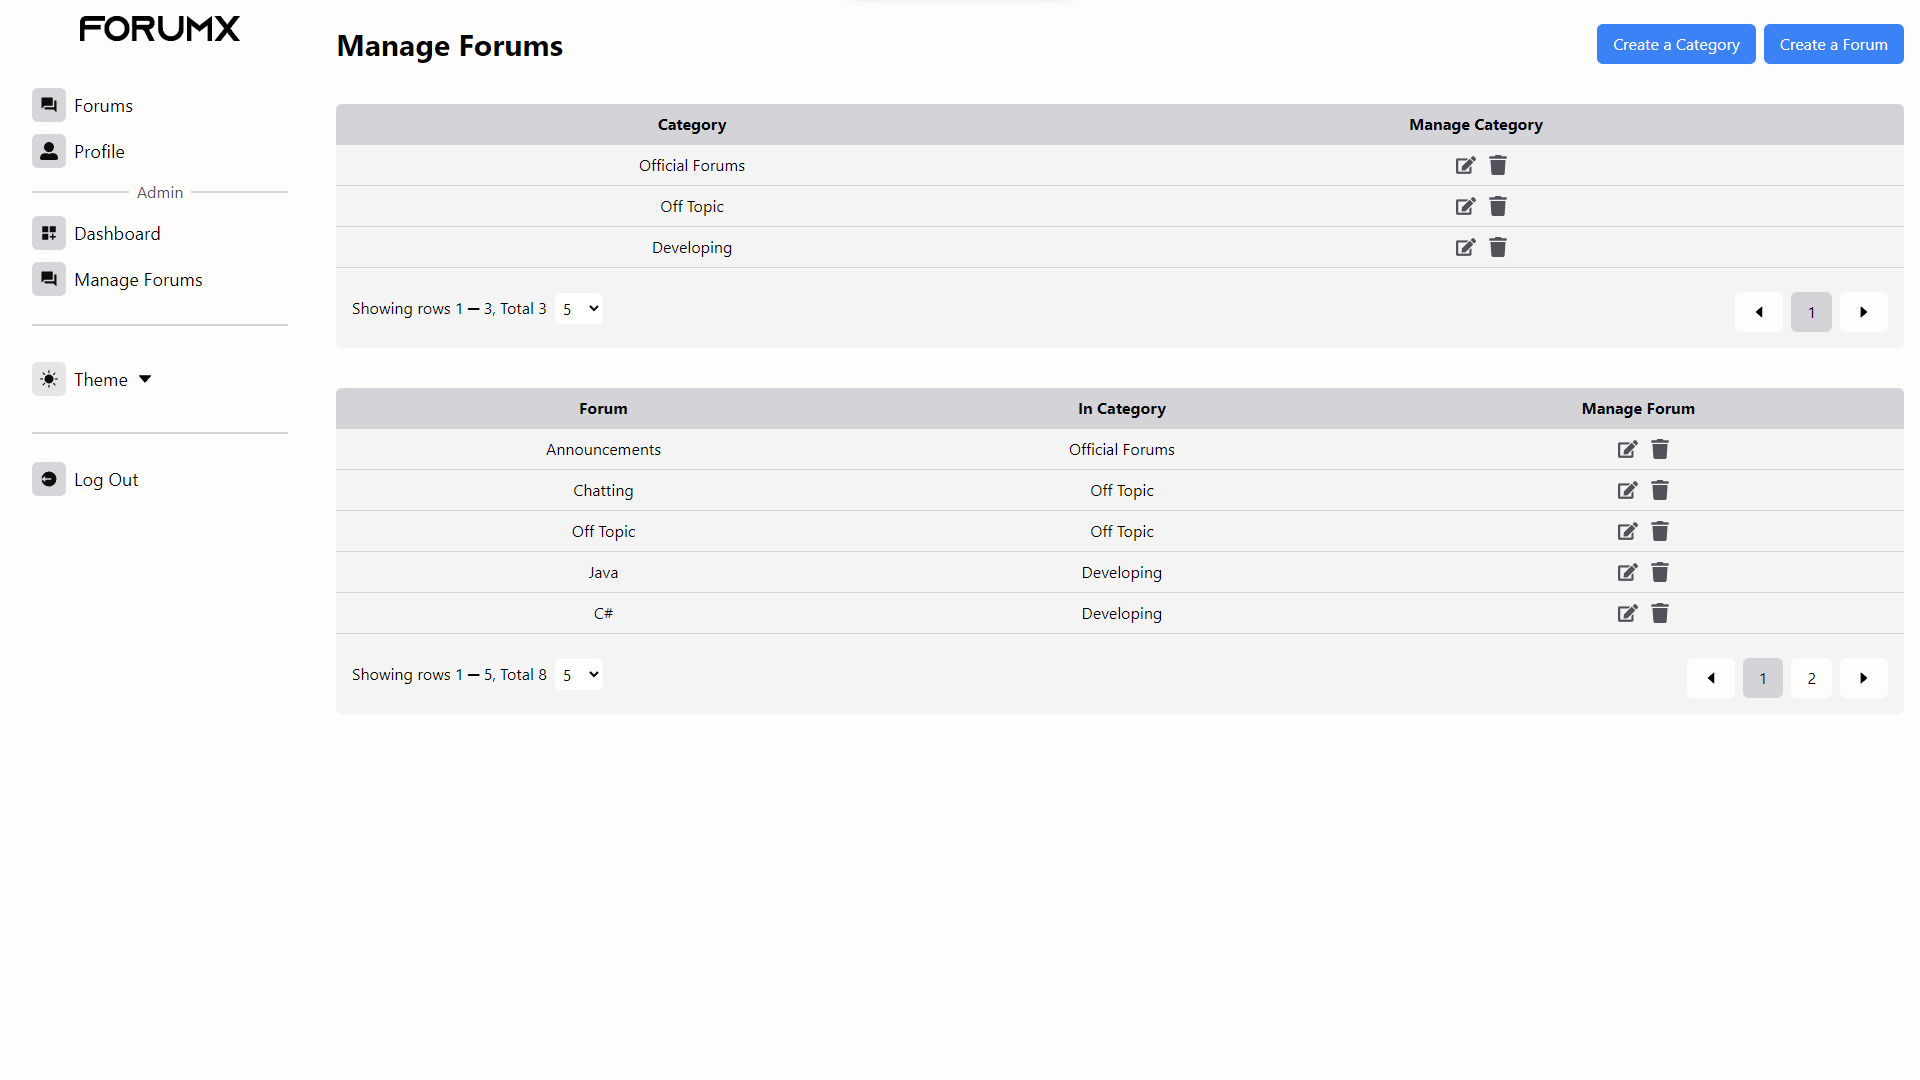 FORUMX
Forums
Profile
Admin
Dashboard
Manage Forums
Theme
Log Out
Manage Forums
Create a Category
Create a Forum
Category Manage Category
Official Forums
Off Topic
Developing
Showing rows 1 — 3, Total 3 5
1
Forum In Category Manage Forum
Announcements Official Forums
Chatting Off Topic
Off Topic Off Topic
Java Developing
C# Developing
Showing rows 1 — 5, Total 8 5
1 2